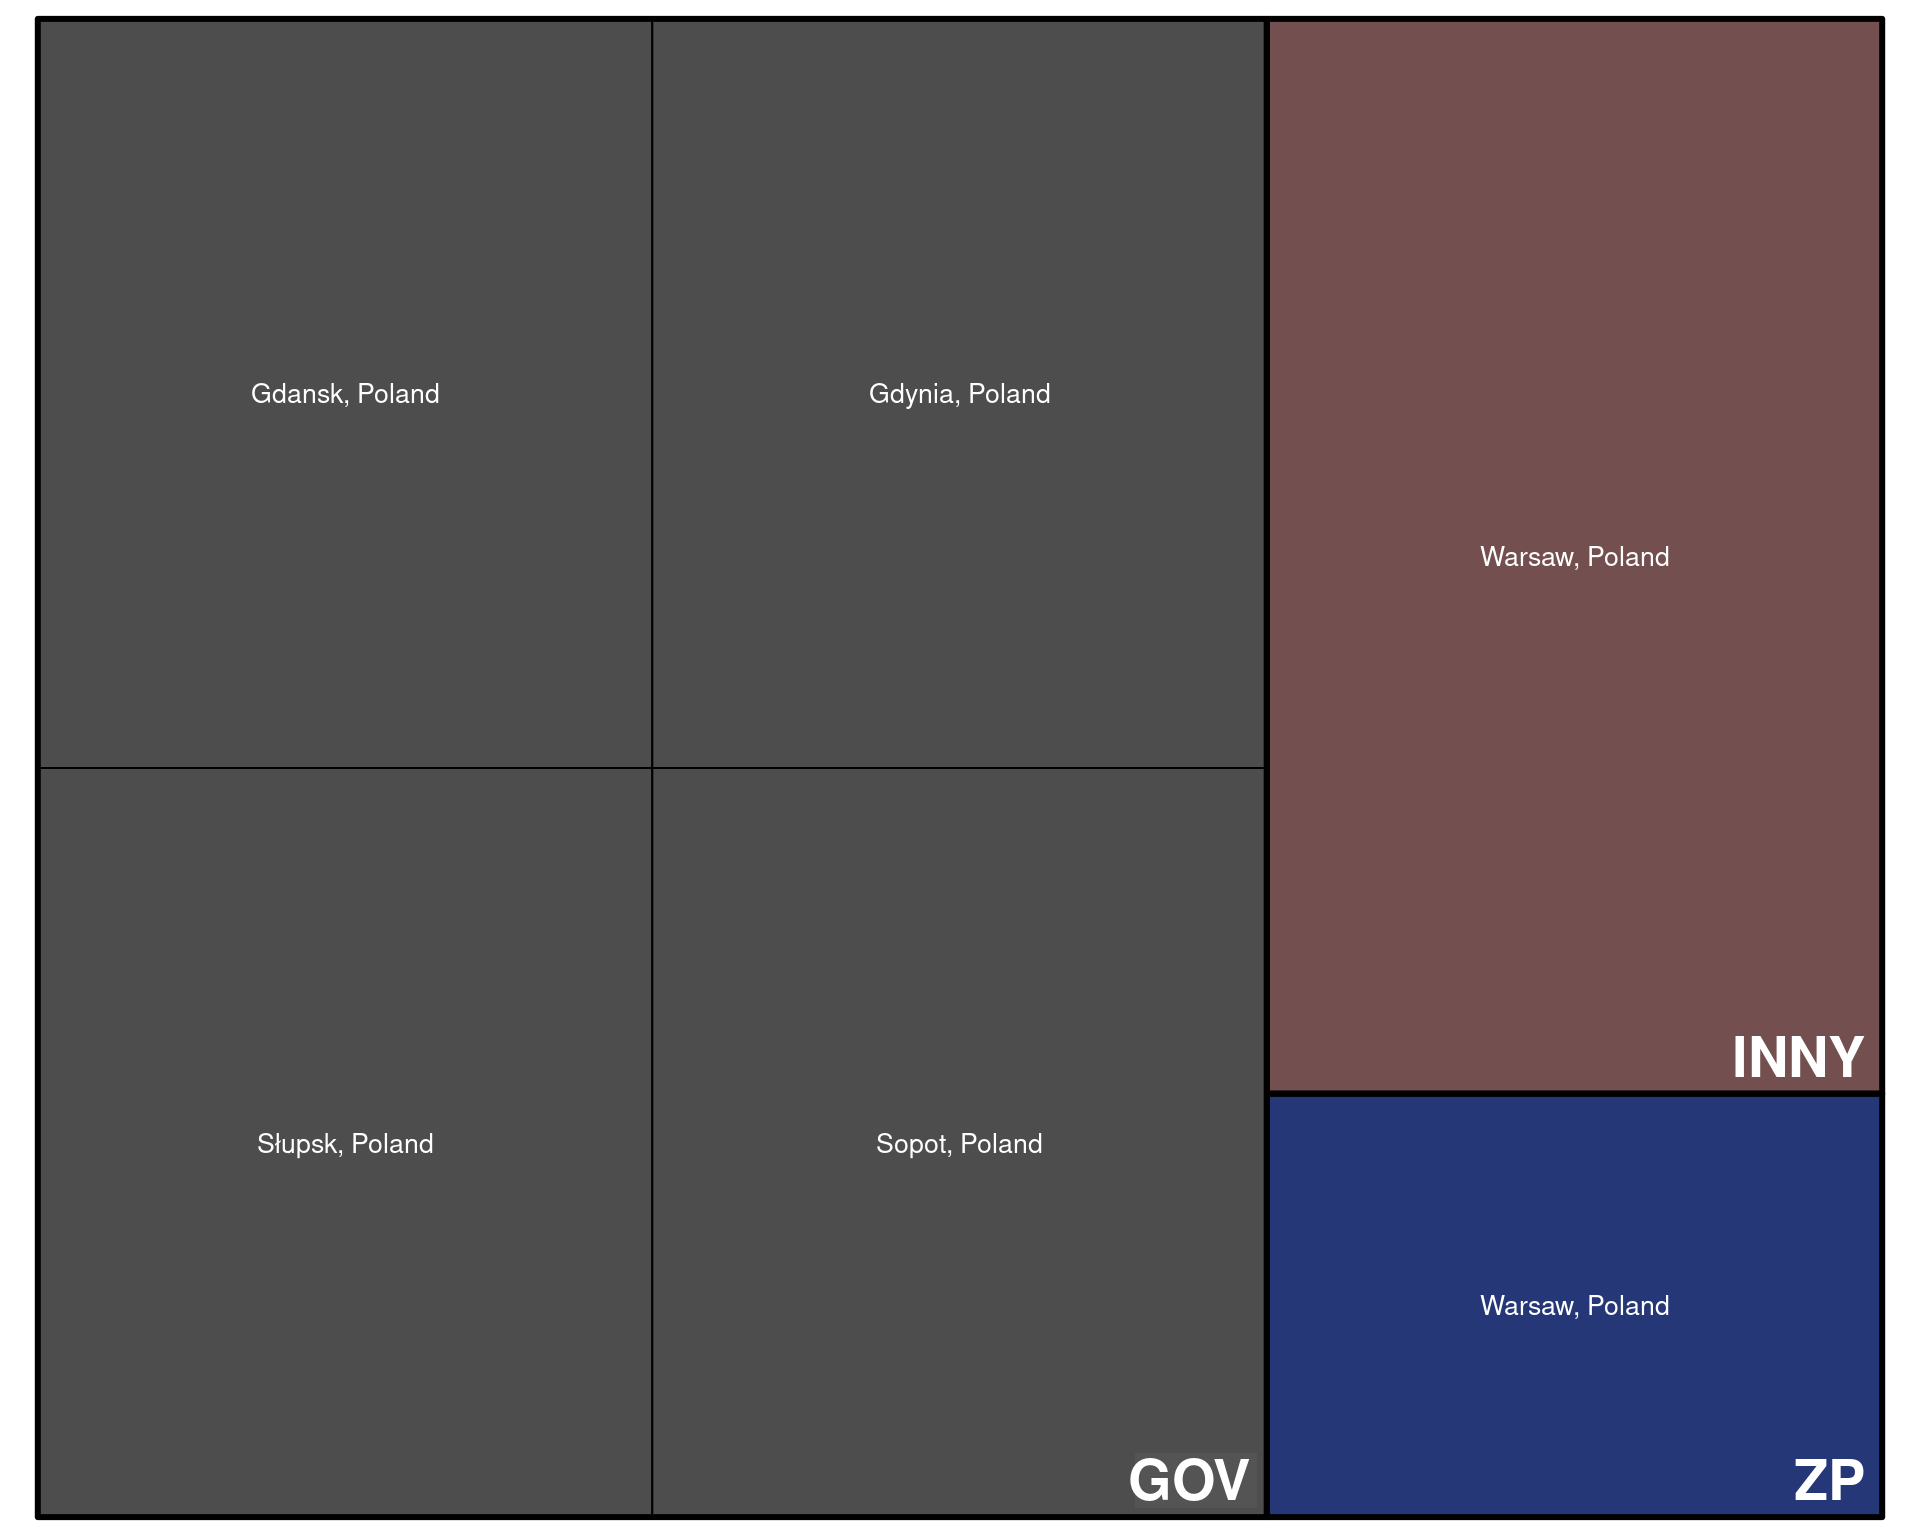 Gdansk, Poland
Gdynia, Poland
Słupsk, Poland
Sopot, Poland
GOV
Warsaw, Poland
INNY
Warsaw, Poland
ZP